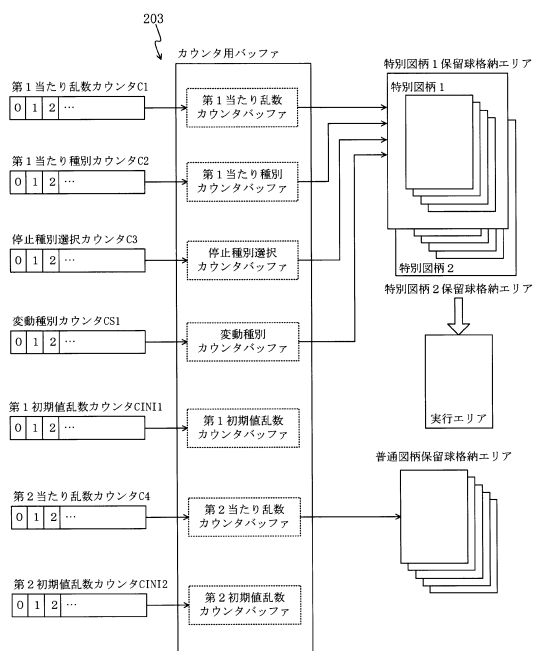 203
カウンタ用バッファ
特別図柄1保留球格納エリア
特別図柄1
第1当たり乱数カウンタC1
0 1 2 …
第1当たり乱数
カウンタバッファ
第1当たり種別カウンタC2
0 1 2 …
第1当たり種別
カウンタバッファ
停止種別選択カウンタC3
0 1 2 …
停止種別選択
カウンタバッファ
特別図柄2
特別図柄2保留球格納エリア
変動種別カウンタCS1
0 1 2 …
変動種別
カウンタバッファ
実行エリア
第1初期値乱数カウンタCINI1
0 1 2 …
第1初期値乱数
カウンタバッファ
普通図柄保留球格納エリア
第2当たり乱数カウンタC4
0 1 2 …
第2当たり乱数
カウンタバッファ
第2初期値乱数カウンタCINI2
0 1 2 …
第2初期値乱数
カウンタバッファ